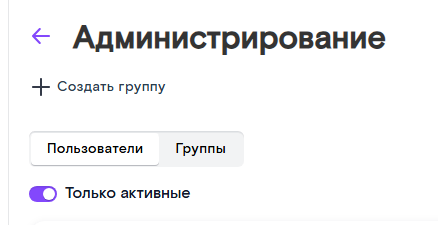 Администрирование
Создать группу
Пользователи Группы
Только активные